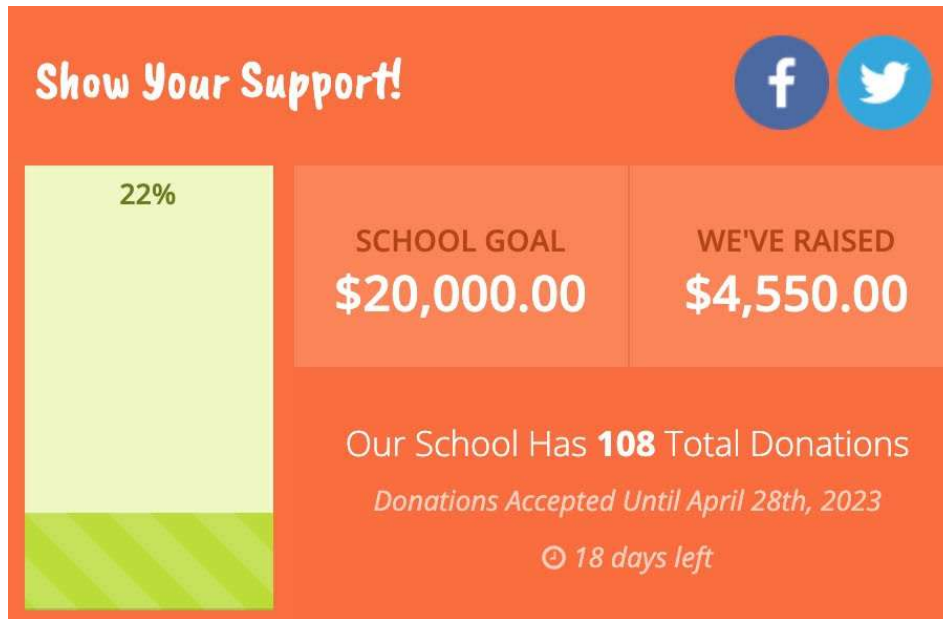 Show Your Support!
22%
SCHOOL GOAL
$20,000.00
WE'VE RAISED
$4,550.00
Our School Has 108 Total Donations
Donations Accepted Until April 28th, 2023
18 days left